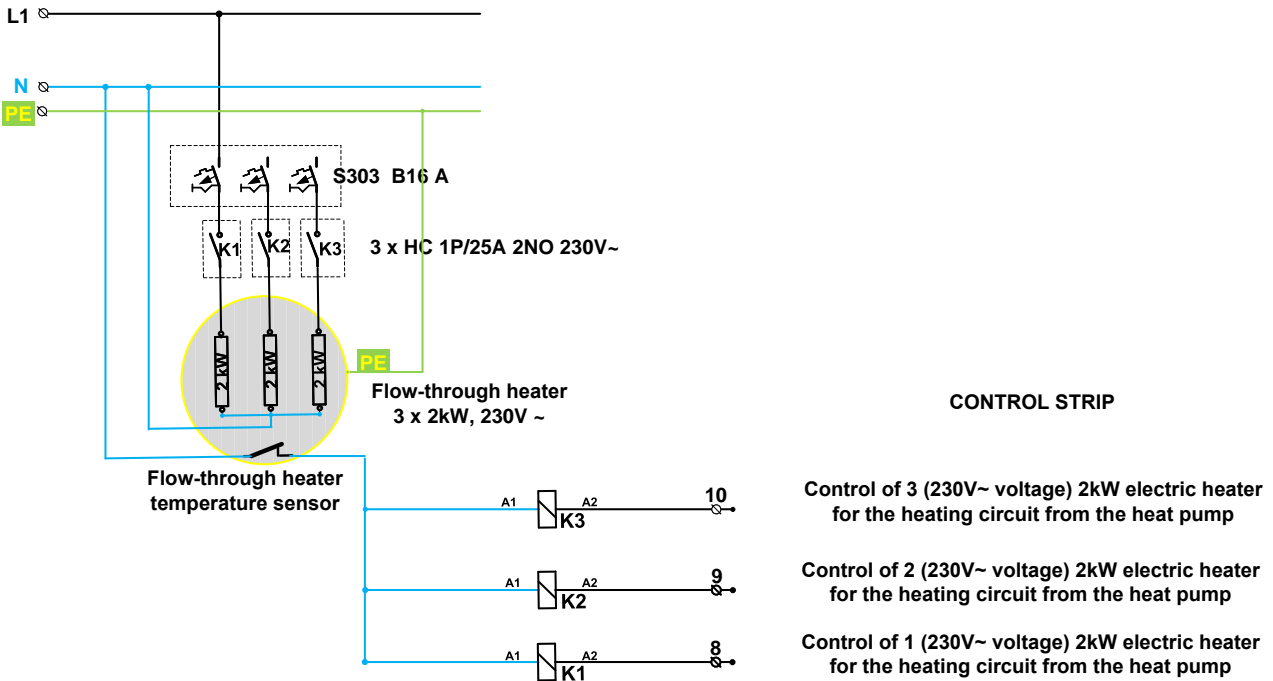 L1
N
PE
S303 B16 A
K1
K2
K3
3 x HC 1P/25A 2NO 230V~
2 kW
2 kW
2 kW
PE
Flow-through heater
3 x 2kW, 230V ~
CONTROL STRIP
Flow-through heater
temperature sensor
A1
A2
K3
10
Control of 3 (230V~ voltage) 2kW electric heater
for the heating circuit from the heat pump
A1
A2
K2
9
Control of 2 (230V~ voltage) 2kW electric heater
for the heating circuit from the heat pump
A1
A2
K1
8
Control of 1 (230V~ voltage) 2kW electric heater
for the heating circuit from the heat pump